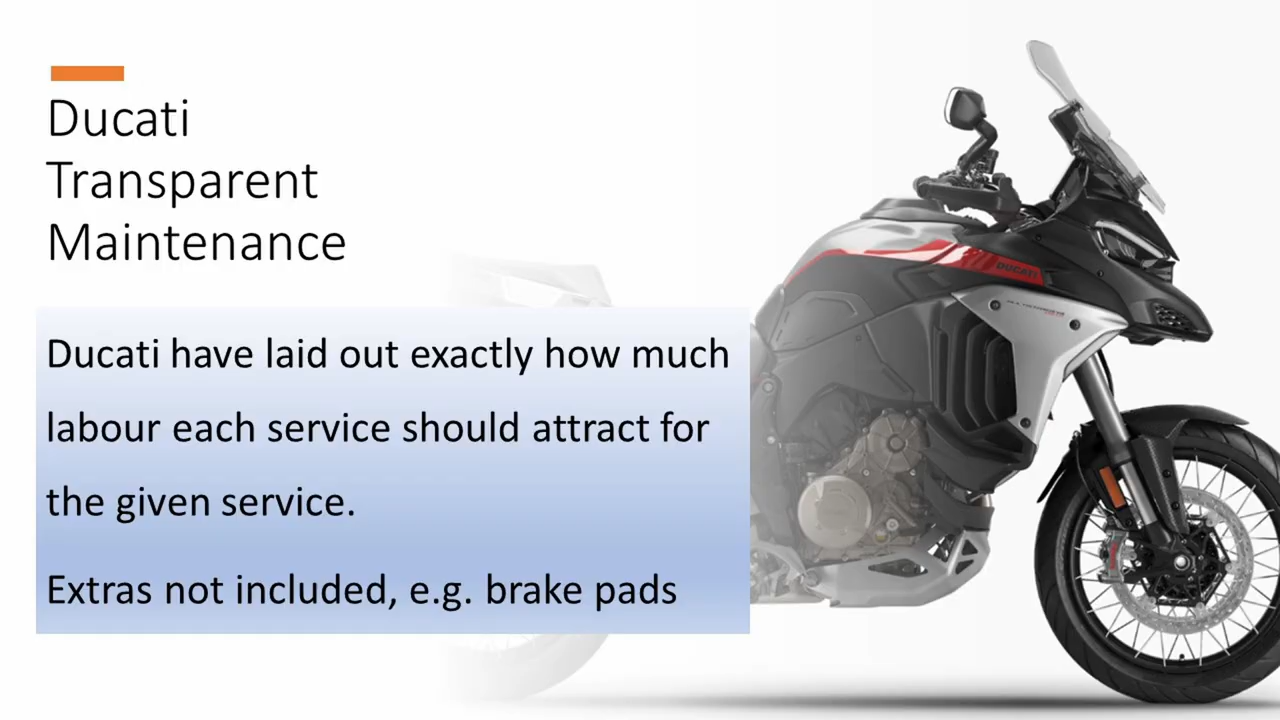 Ducati
Transparent
Maintenance
Ducati have laid out exactly how much
labour each service should attract for
the given service.
Extras not included, e.g. brake pads
DUCATI